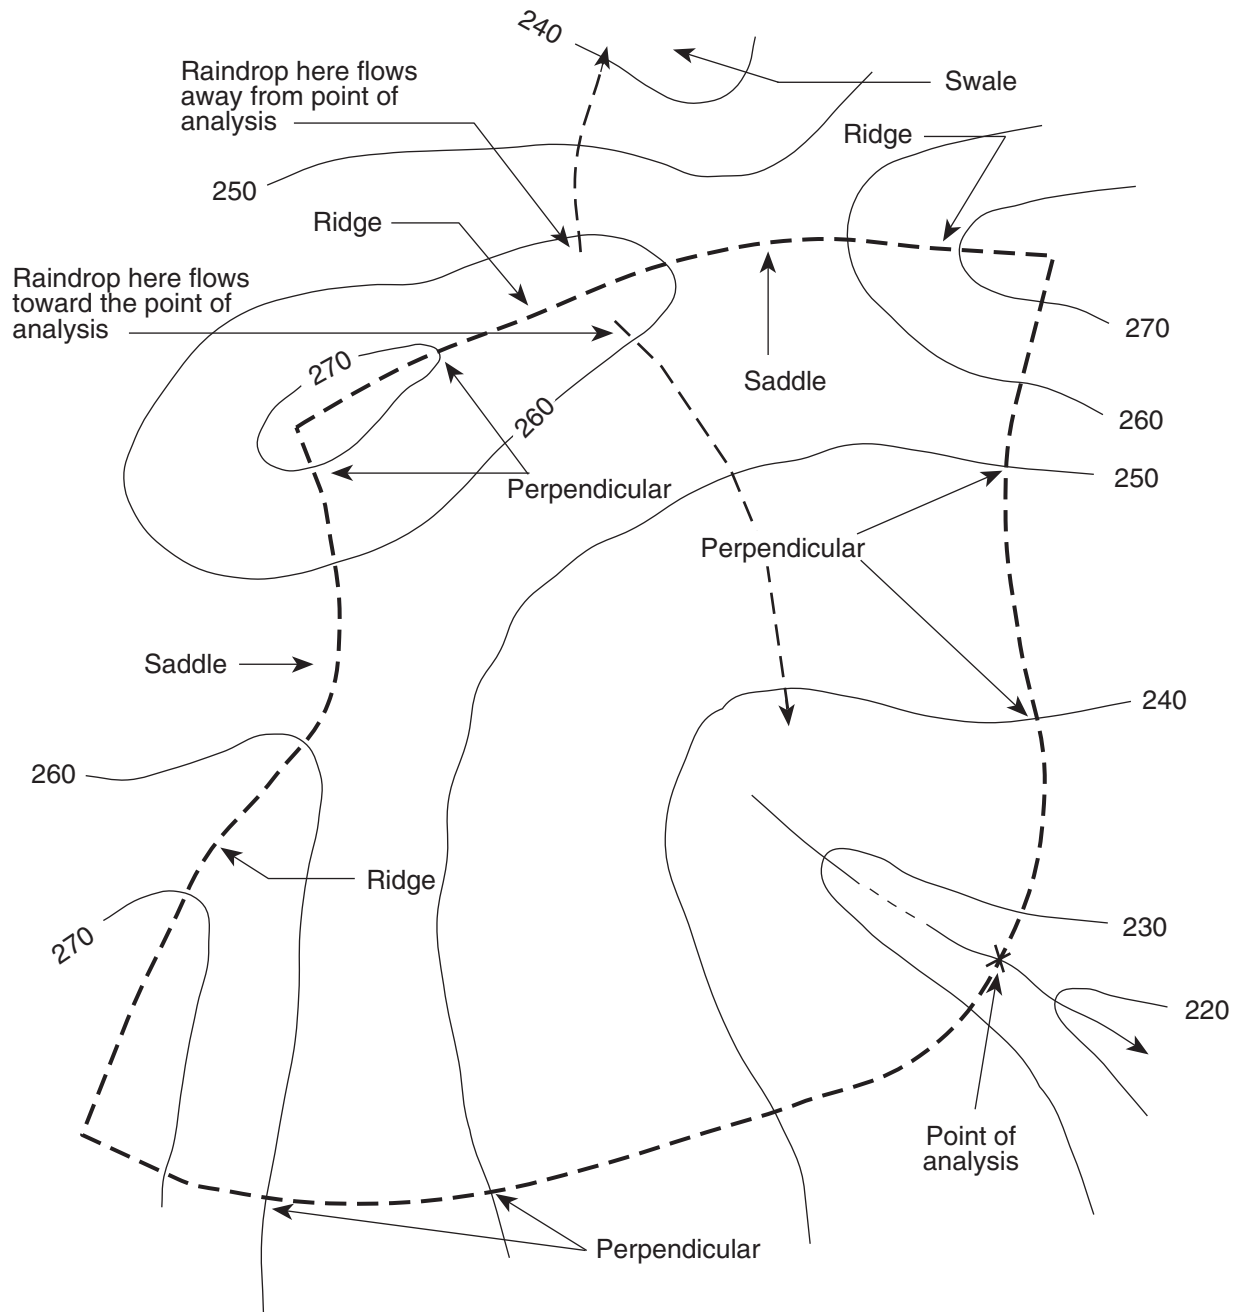 240
Raindrop here flows
away from point of
analysis
Swale
Ridge
250
Ridge
Raindrop here flows
toward the point of
analysis
270
270
Saddle
260
260
250
Perpendicular
Perpendicular
Saddle
240
260
Ridge
270
230
220
Point of
analysis
Perpendicular